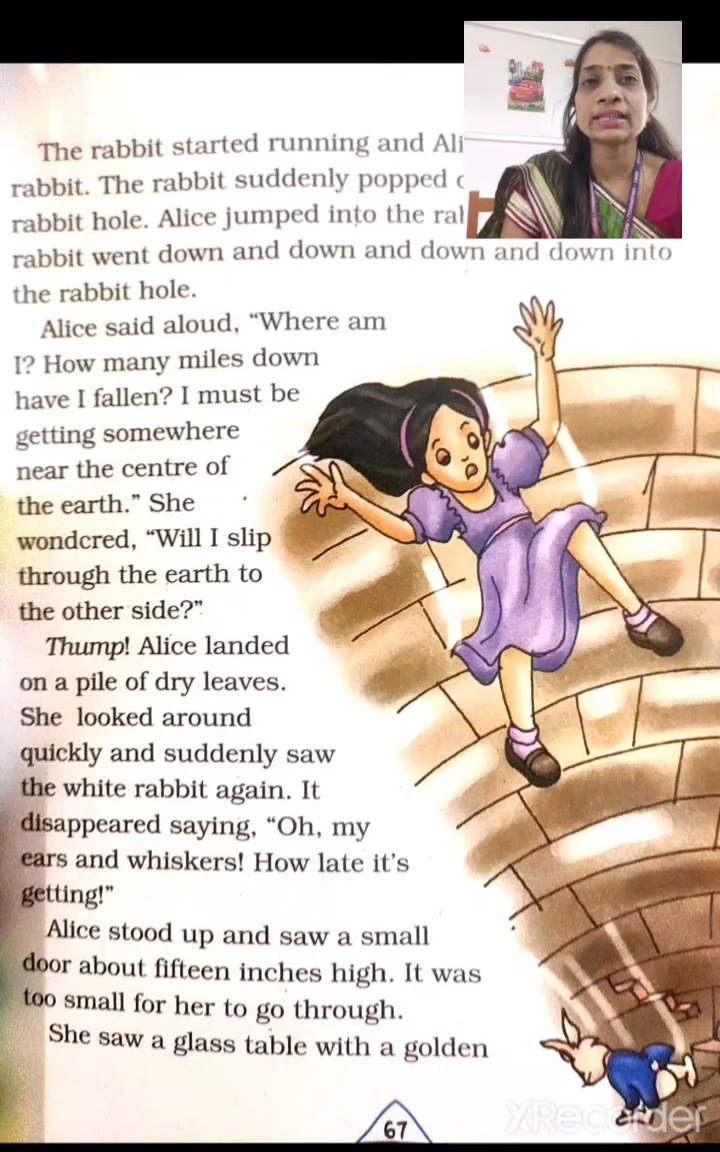 The rabbit started running and
rabbit. The rabbit suddenly popped
rabbit hole. Alice jumped into the
rabbit went down and down and down and down into
the rabbit hole.
Alice said aloud, “Where am
I? How many miles down
have I fallen? I must be
getting somewhere
near the centre of
the earth.” She
wondcred, “Will I slip
through the earth to
the other side?”
Thump! Alice landed
on a pile of dry leaves.
She looked around
quickly and suddenly saw
the white rabbit again. It
disappeared saying, “Oh, my
ears and whiskers! How late it’s
getting!”
Alice stood up and saw a small
door about fifteen inches high. It was
too small for her to go through.
She saw a glass table with a golden
67
XRecorder